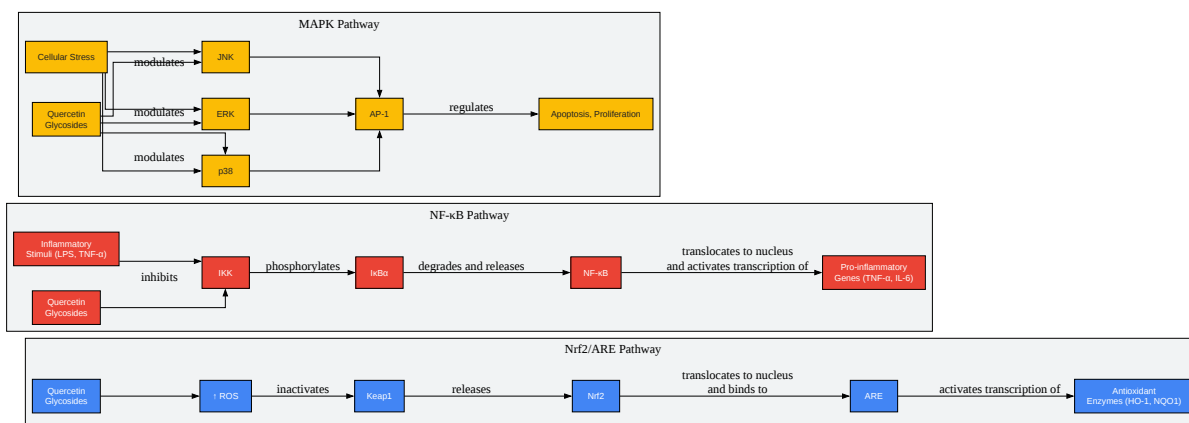 MAPK Pathway
Cellular Stress
modulates
JNK
Quercetin
Glycosides
modulates
ERK
AP-1
regulates
Apoptosis, Proliferation
modulates
p38
NF-κB Pathway
Inflammatory
Stimuli (LPS, TNF-α)
inhibits
IKK
phosphorylates
IκBα
degrades and releases
NF-κB
translocates to nucleus
and activates transcription of
Pro-inflammatory
Genes (TNF-α, IL-6)
Quercetin
Glycosides
Nrf2/ARE Pathway
Quercetin
Glycosides
↑ ROS
inactivates
Keap1
releases
Nrf2
translocates to nucleus
and binds to
ARE
activates transcription of
Antioxidant
Enzymes (HO-1, NQO1)